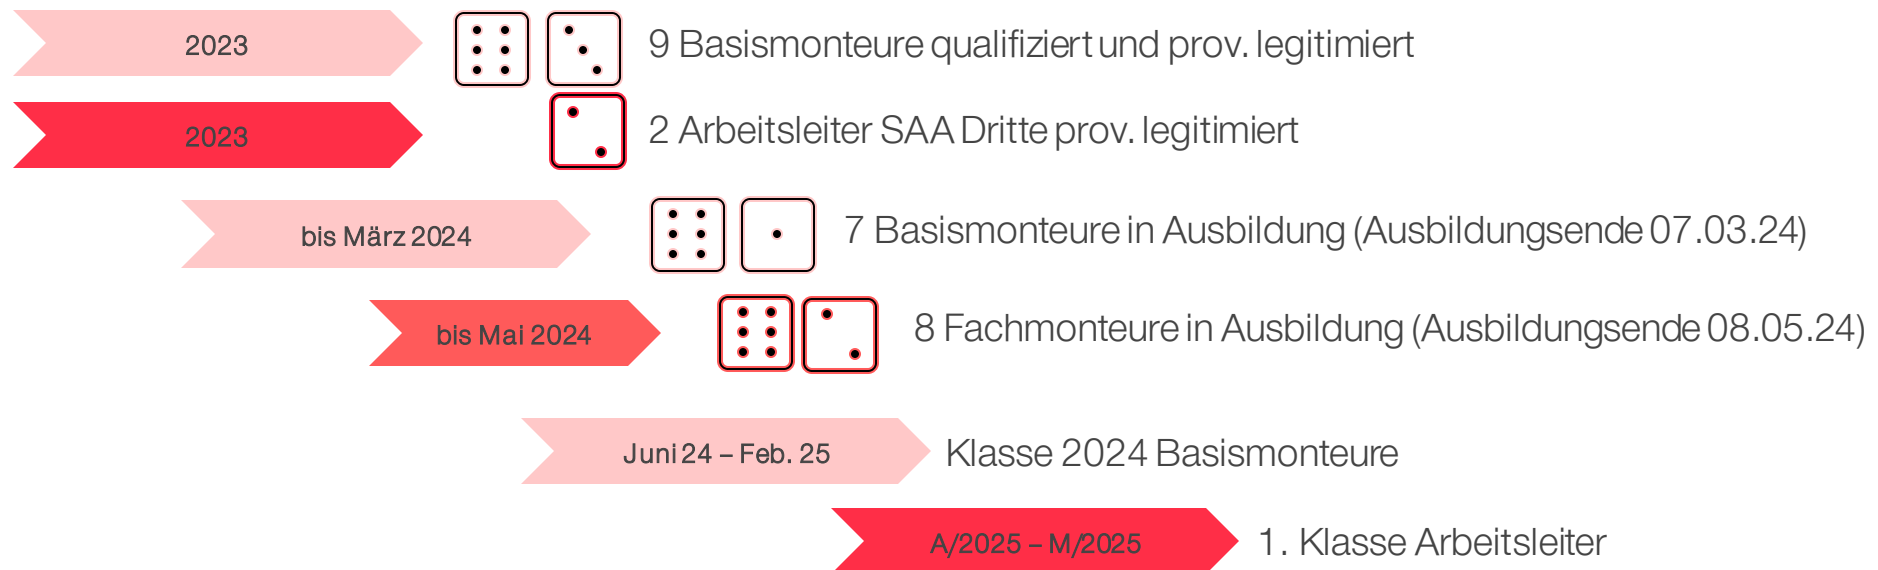 2023 9 Basismonteure qualifiziert und prov. legitimiert
2023 2 Arbeitsleiter SAA Dritte prov. legitimiert
bis März 2024 7 Basismonteure in Ausbildung (Ausbildungsende 07.03.24)
bis Mai 2024 8 Fachmonteure in Ausbildung (Ausbildungsende 08.05.24)
Juni 24 – Feb. 25 Klasse 2024 Basismonteure
A/2025 – M/2025 1. Klasse Arbeitsleiter